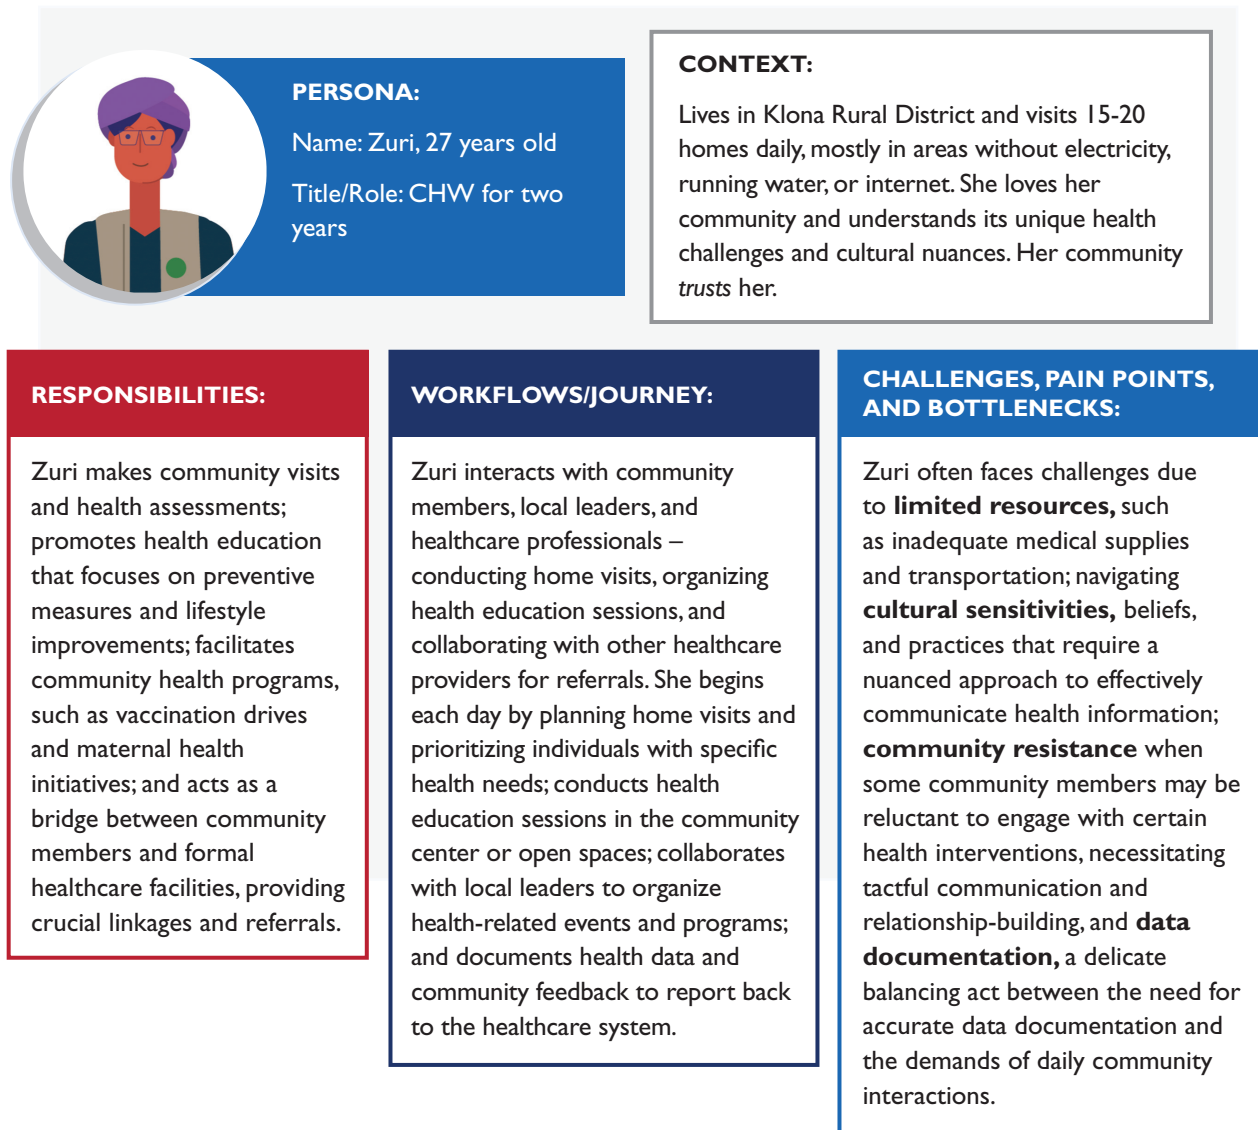 PERSONA:
Name: Zuri, 27 years old
Title/Role: CHW for two
years
CONTEXT:
Lives in Klona Rural District and visits 15-20
homes daily, mostly in areas without electricity,
running water, or internet. She loves her
community and understands its unique health
challenges and cultural nuances. Her community
trusts her.
RESPONSIBILITIES:
Zuri makes community visits
and health assessments;
promotes health education
that focuses on preventive
measures and lifestyle
improvements; facilitates
community health programs,
such as vaccination drives
and maternal health
initiatives; and acts as a
bridge between community
members and formal
healthcare facilities, providing
crucial linkages and referrals.
WORKFLOWS/JOURNEY:
Zuri interacts with community
members, local leaders, and
healthcare professionals –
conducting home visits, organizing
health education sessions, and
collaborating with other healthcare
providers for referrals. She begins
each day by planning home visits and
prioritizing individuals with specific
health needs; conducts health
education sessions in the community
center or open spaces; collaborates
with local leaders to organize
health-related events and programs;
and documents health data and
community feedback to report back
to the healthcare system.
CHALLENGES, PAIN POINTS,
AND BOTTLENECKS:
Zuri often faces challenges due
to limited resources, such
as inadequate medical supplies
and transportation; navigating
cultural sensitivities, beliefs,
and practices that require a
nuanced approach to effectively
communicate health information;
community resistance when
some community members may be
reluctant to engage with certain
health interventions, necessitating
tactful communication and
relationship-building, and data
documentation, a delicate
balancing act between the need for
accurate data documentation and
the demands of daily community
interactions.